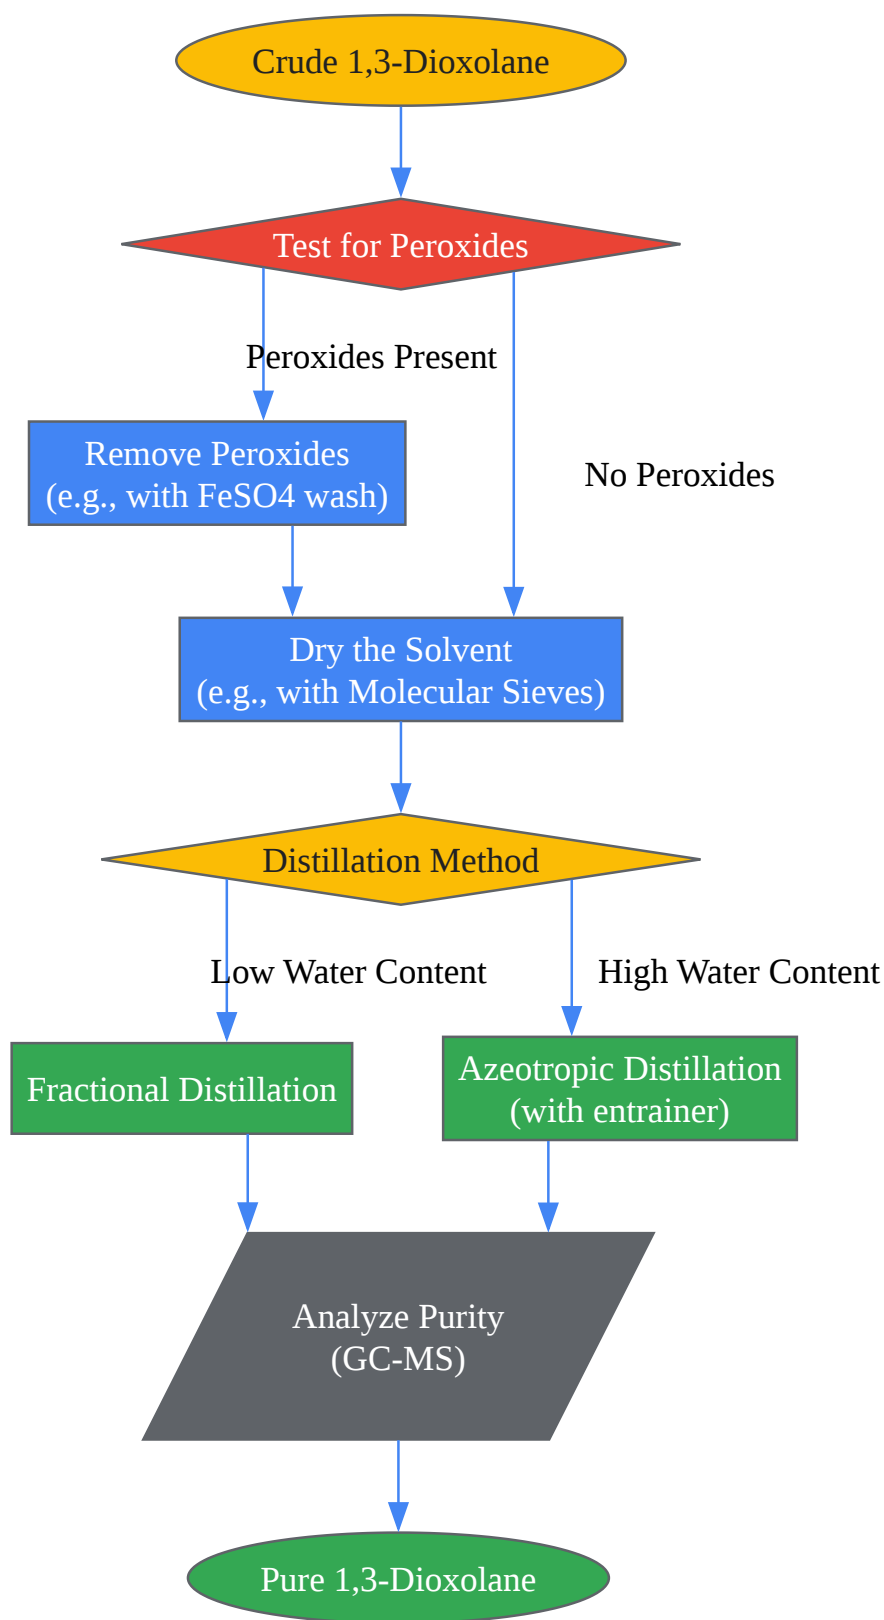 Crude 1,3-Dioxolane
Test for Peroxides
Peroxides Present
Remove Peroxides
(e.g., with FeSO4 wash)
No Peroxides
Dry the Solvent
(e.g., with Molecular Sieves)
Distillation Method
Low Water Content
High Water Content
Fractional Distillation
Azeotropic Distillation
(with entrainer)
Analyze Purity
(GC-MS)
Pure 1,3-Dioxolane